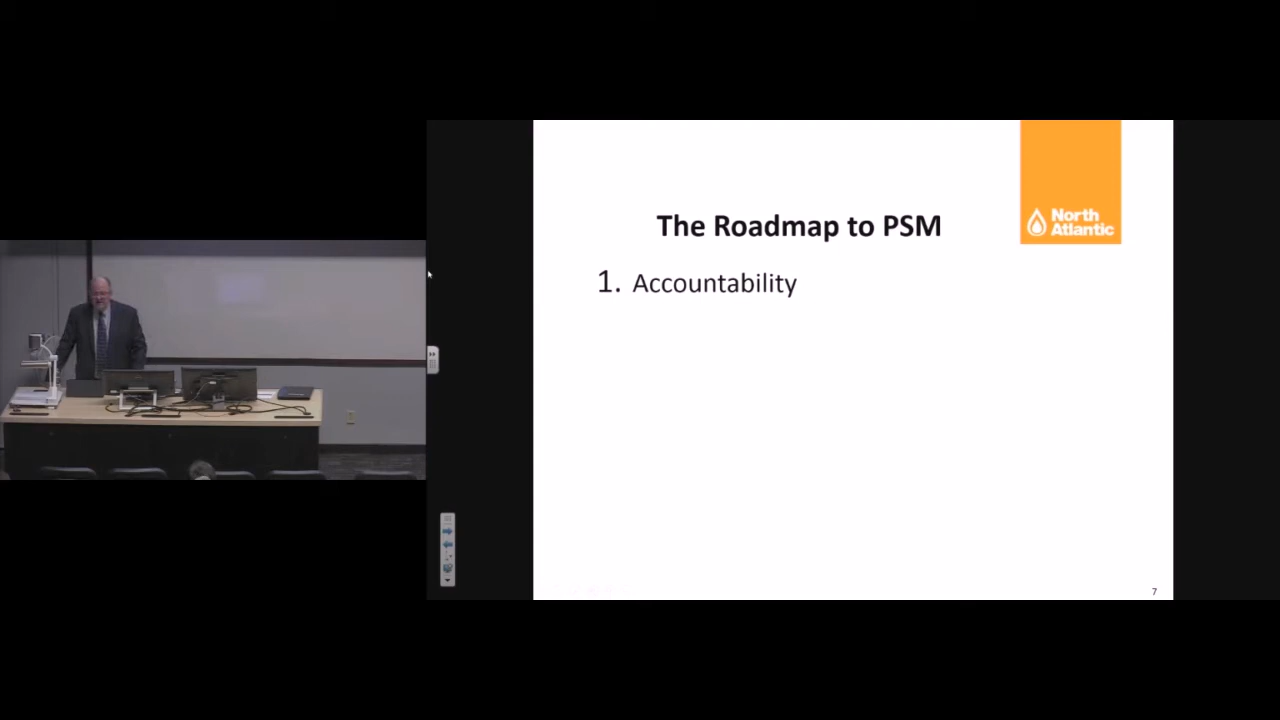 The Roadmap to PSM
North
Atlantic
1. Accountability
7